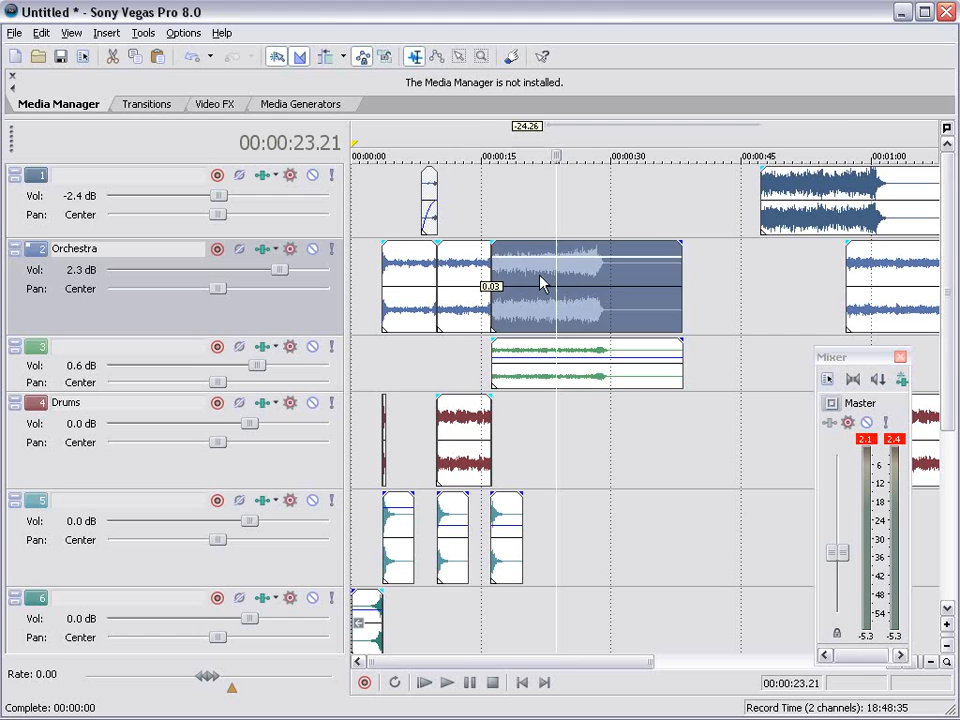 Untitled * - Sony Vegas Pro 8.0
File Edit View Insert Tools Options Help
The Media Manager is not installed.
Media Manager Transitions Video FX Media Generators
00:00:23.21
-24.26
00:00:00 00:00:15 00:00:30 00:00:45 00:01:00
1
Vol: -2.4 dB
Pan: Center
2 Orchestra
Vol: 2.3 dB
Pan: Center
0.03
3
Vol: 0.6 dB
Pan: Center
4 Drums
Vol: 0.0 dB
Pan: Center
5
Vol: 0.0 dB
Pan: Center
6
Vol: 0.0 dB
Pan: Center
Mixer
Master
2.1 2.4
6
12
18
24
30
36
42
48
54
-5.3 -5.3
Rate: 0.00
00:00:23.21
Complete: 00:00:00
Record Time (2 channels): 18:48:35